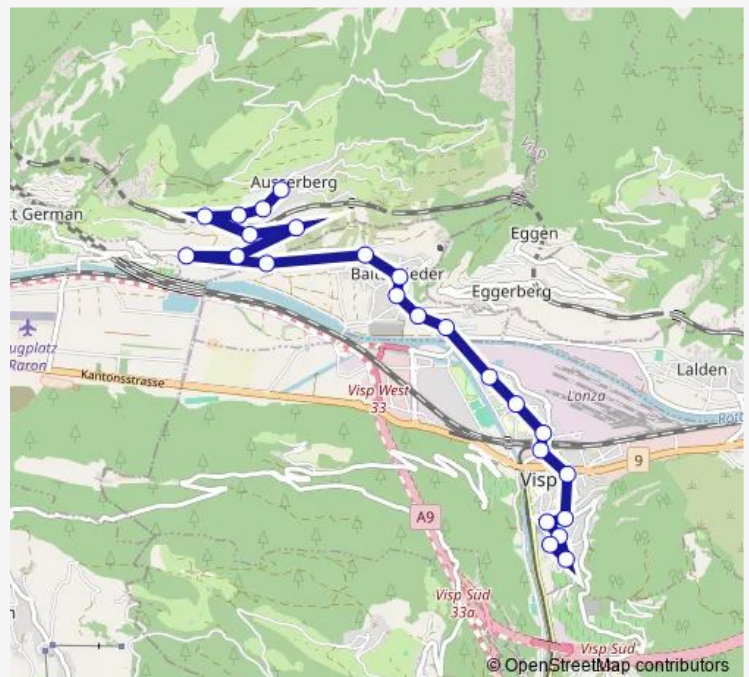 Visp
Ausserberg
t German
Eggen
Eggerberg
ugplatz
Raron
Kantonsstrasse
Lalden
Visp West
33
Lonza
9
Visp
A9
Visp Süd
33a
Visp Süd
© OpenStreetMap contributors